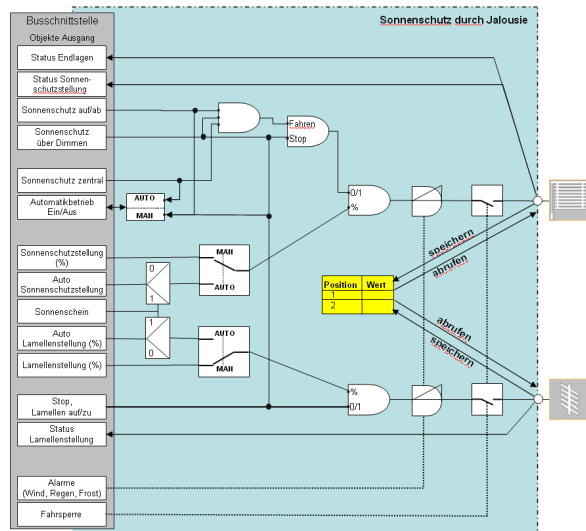 Busschnittstelle
Sonnenschutz durch Jalousie
Objekte Ausgang
Status Endlagen
Status Sonnen-
schutzstellung
Sonnenschutz auf/ab
Sonnenschutz
über Dimmen
Fahren
Stop
Sonnenschutz zentral
Automatikbetrieb
Ein/Aus
AUTO
MAN
0/1
%
Sonnenschutzstellung
(%)
Auto
Sonnenschutzstellung
Sonnenschein
Auto
Lamellenstellung (%)
Lamellenstellung (%)
0
1
1
0
MAN
AUTO
AUTO
MAN
speichern
abrufen
Position Wert
1
2
abrufen
speichern
%
0/1
Stop,
Lamellen auf/zu
Status
Lamellenstellung
Alarme
(Wind, Regen, Frost)
Fahrsperre